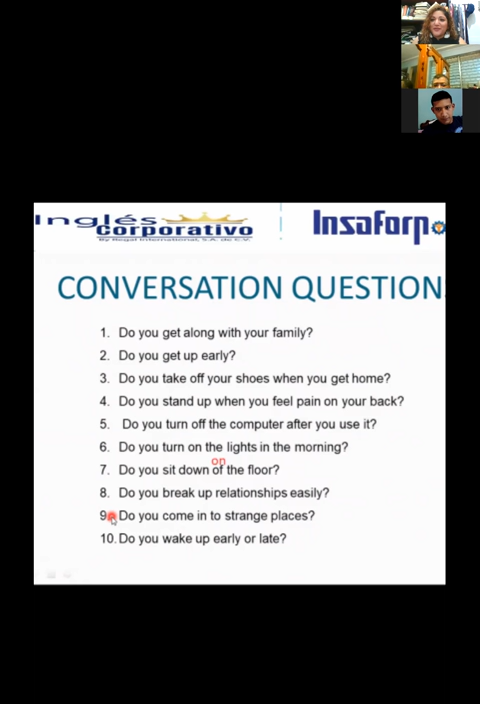 Inglés
Corporativo
By Regal International, S.A. de C.V.
Insaforp
CONVERSATION QUESTION
1. Do you get along with your family?
2. Do you get up early?
3. Do you take off your shoes when you get home?
4. Do you stand up when you feel pain on your back?
5. Do you turn off the computer after you use it?
6. Do you turn on the lights in the morning?
on
7. Do you sit down of the floor?
8. Do you break up relationships easily?
9. Do you come in to strange places?
10. Do you wake up early or late?